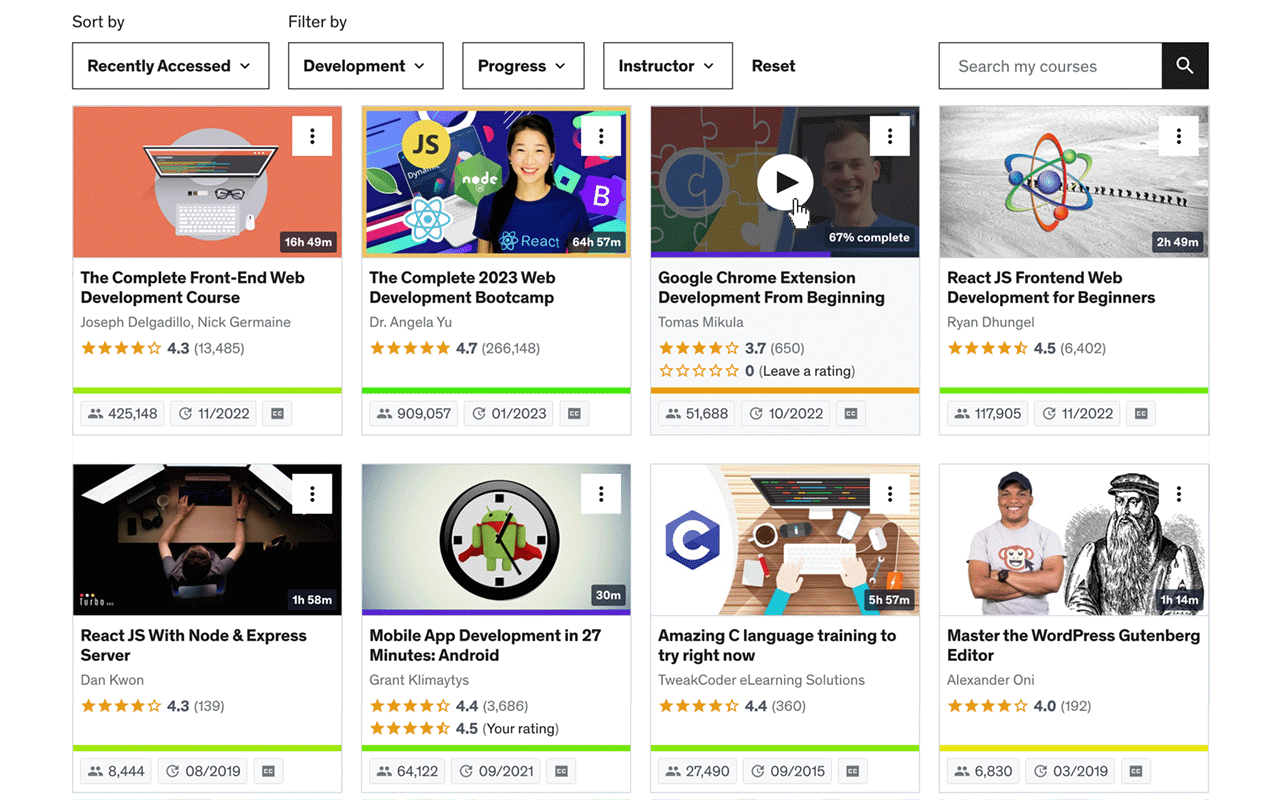 Sort by
Filter by
Recently Accessed
Development
Progress
Instructor
Reset
Search my courses
16h 49m
The Complete Front-End Web
Development Course
Joseph Delgadillo, Nick Germaine
4.3 (13,485)
425,148
11/2022
CC
JS
node
B
React
64h 57m
The Complete 2023 Web
Development Bootcamp
Dr. Angela Yu
4.7 (266,148)
909,057
01/2023
CC
C
67% complete
Google Chrome Extension
Development From Beginning
Tomas Mikula
3.7 (650)
0 (Leave a rating)
51,688
10/2022
CC
2h 49m
React JS Frontend Web
Development for Beginners
Ryan Dhungel
4.5 (6,402)
117,905
11/2022
CC
turbo
1h 58m
React JS With Node & Express
Server
Dan Kwon
4.3 (139)
8,444
08/2019
CC
30m
Mobile App Development in 27
Minutes: Android
Grant Klimaytys
4.4 (3,686)
4.5 (Your rating)
64,122
09/2021
CC
C
5h 57m
Amazing C language training to
try right now
TweakCoder eLearning Solutions
4.4 (360)
27,490
09/2015
CC
1h 14m
Master the WordPress Gutenberg
Editor
Alexander Oni
4.0 (192)
6,830
03/2019
CC